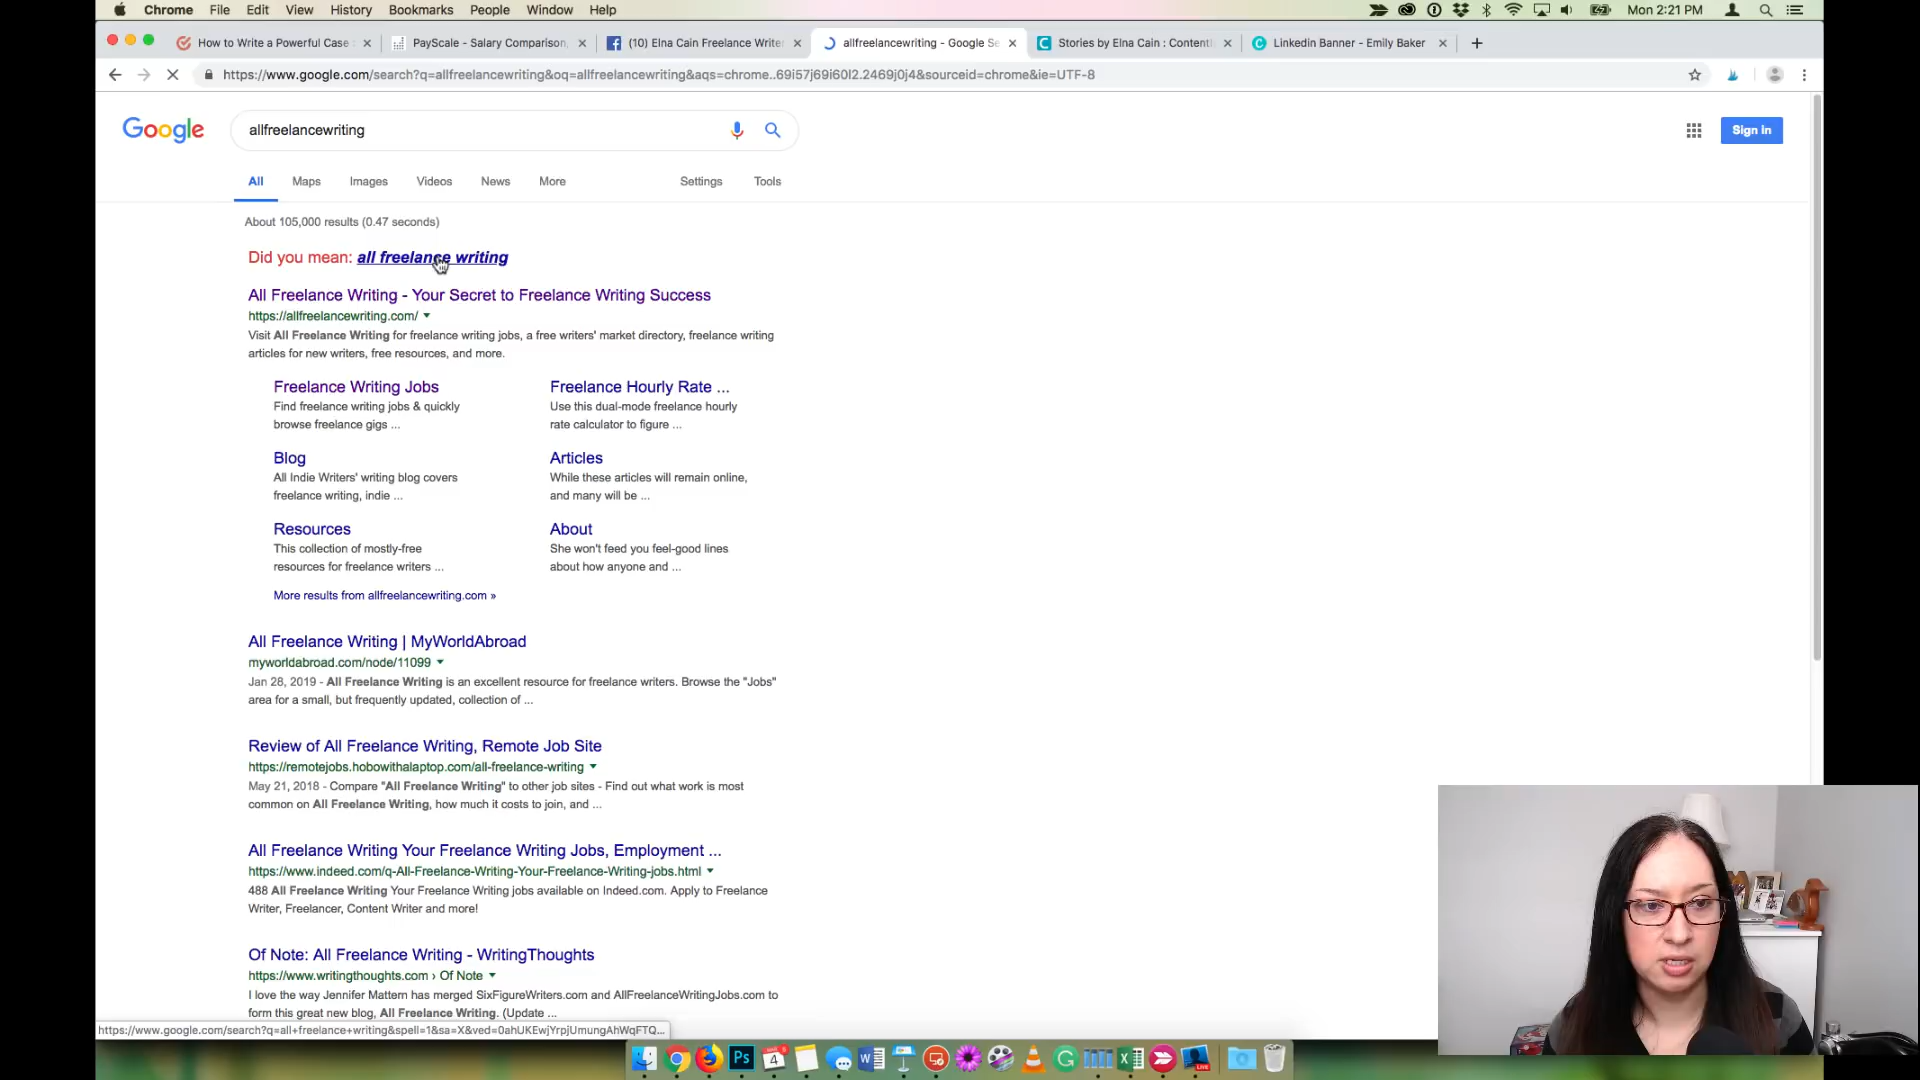 Chrome File Edit View History Bookmarks People Window Help Mon 2:21 PM
How to Write a Powerful Case PayScale - Salary Comparison, (10) Elna Cain Freelance Write allfreelancewriting - Google Se Stories by Elna Cain : Contentl Linkedin Banner - Emily Baker
https://www.google.com/search?q=allfreelancewriting&oq=allfreelancewriting&aqs=chrome..69i57j69i60l2.2469j0j4&sourceid=chrome&ie=UTF-8
Google allfreelancewriting Sign in
All Maps Images Videos News More Settings Tools
About 105,000 results (0.47 seconds)
Did you mean: all freelance writing
All Freelance Writing - Your Secret to Freelance Writing Success
https://allfreelancewriting.com/
Visit All Freelance Writing for freelance writing jobs, a free writers' market directory, freelance writing
articles for new writers, free resources, and more.
Freelance Writing Jobs
Find freelance writing jobs & quickly
browse freelance gigs ...
Freelance Hourly Rate ...
Use this dual-mode freelance hourly
rate calculator to figure ...
Blog
All Indie Writers' writing blog covers
freelance writing, indie ...
Articles
While these articles will remain online,
and many will be ...
Resources
This collection of mostly-free
resources for freelance writers ...
About
She won't feed you feel-good lines
about how anyone and ...
More results from allfreelancewriting.com »
All Freelance Writing | MyWorldAbroad
myworldabroad.com/node/11099
Jan 28, 2019 - All Freelance Writing is an excellent resource for freelance writers. Browse the "Jobs"
area for a small, but frequently updated, collection of ...
Review of All Freelance Writing, Remote Job Site
https://remotejobs.hobowithalaptop.com/all-freelance-writing
May 21, 2018 - Compare "All Freelance Writing" to other job sites - Find out what work is most
common on All Freelance Writing, how much it costs to join, and ...
All Freelance Writing Your Freelance Writing Jobs, Employment ...
https://www.indeed.com/q-All-Freelance-Writing-Your-Freelance-Writing-jobs.html
488 All Freelance Writing Your Freelance Writing jobs available on Indeed.com. Apply to Freelance
Writer, Freelancer, Content Writer and more!
Of Note: All Freelance Writing - WritingThoughts
https://www.writingthoughts.com › Of Note
I love the way Jennifer Mattern has merged SixFigureWriters.com and AllFreelanceWritingJobs.com to
form this great new blog, All Freelance Writing. (Update ...
https://www.google.com/search?q=all+freelance+writing&spell=1&sa=X&ved=0ahUKEwjYrpjUmungAhWqFTQ...
Ps 4 W